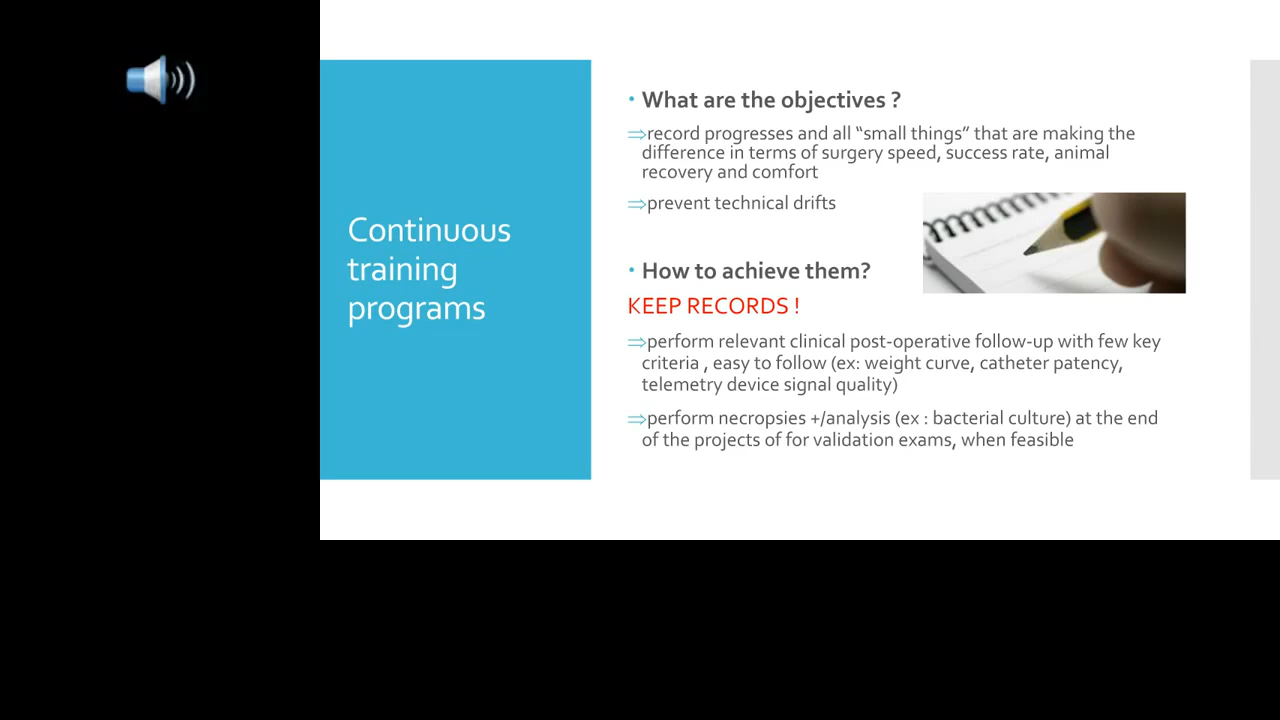 Continuous
training
programs
• What are the objectives ?
⇒record progresses and all “small things” that are making the
difference in terms of surgery speed, success rate, animal
recovery and comfort
⇒prevent technical drifts
• How to achieve them?
KEEP RECORDS !
⇒perform relevant clinical post-operative follow-up with few key
criteria , easy to follow (ex: weight curve, catheter patency,
telemetry device signal quality)
⇒perform necropsies +/analysis (ex : bacterial culture) at the end
of the projects of for validation exams, when feasible